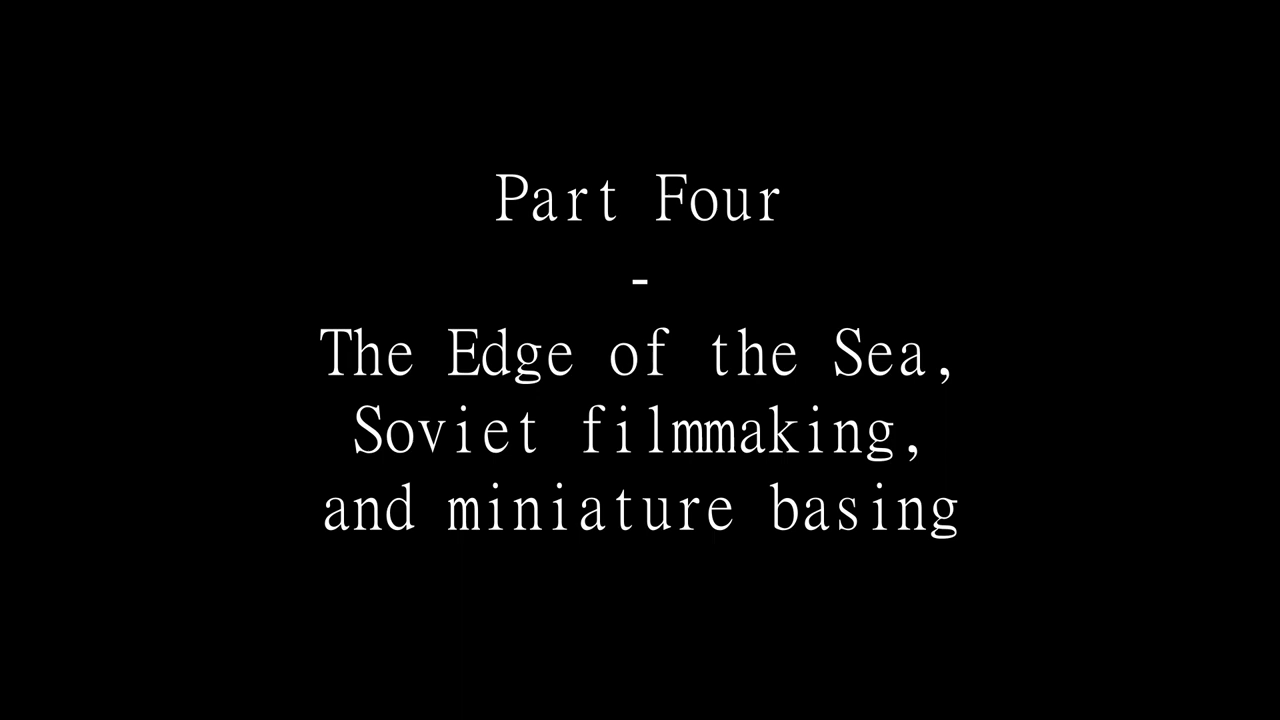 Part Four
-
The Edge of the Sea,
Soviet filmmaking,
and miniature basing